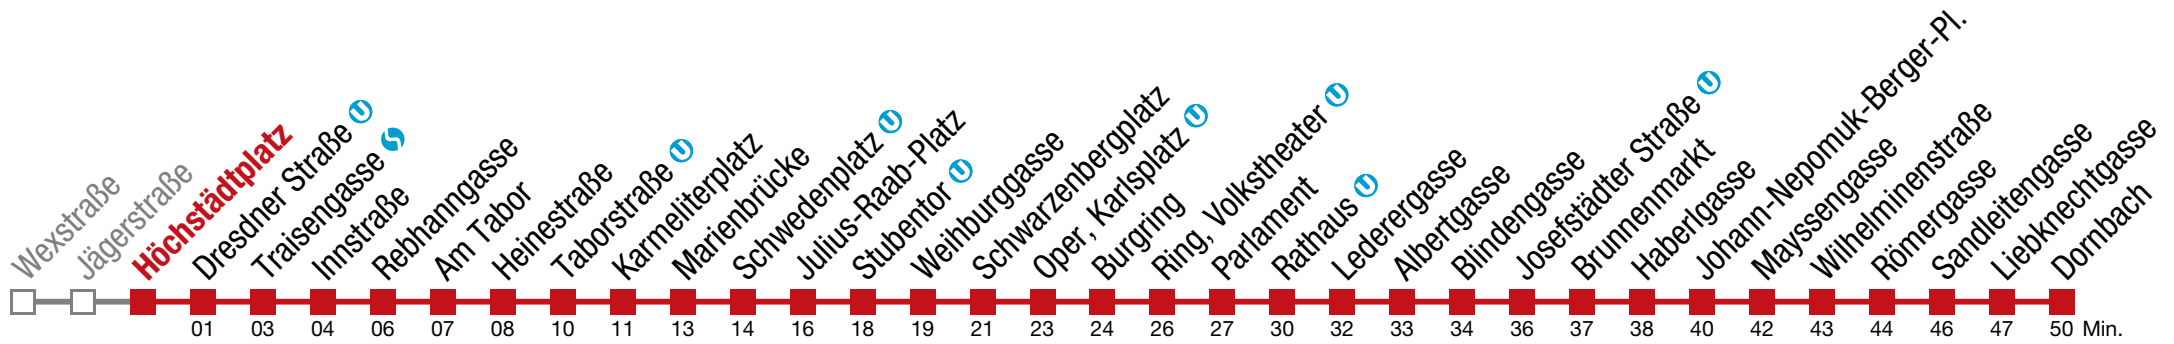 Wexstraße
Jägerstraße
Höchstädtplatz
Dresdner Straße U
Traisengasse
Innstraße
Rebhanngasse
Am Tabor
Heinestraße
Taborstraße U
Karmeliterplatz
Marienbrücke
Schwedenplatz U
Julius-Raab-Platz
Stubentor U
Weihburggasse
Schwarzenbergplatz
Oper, Karlsplatz U
Burgring
Ring, Volkstheater U
Parlament
Rathaus U
Lederergasse
Albertgasse
Blindengasse
Josefstädter Straße U
Brunnenmarkt
Haberlgasse
Johann-Nepomuk-Berger-Pl.
Mayssengasse
Wilhelminenstraße
Römergasse
Sandleitengasse
Liebknechtgasse
Dornbach
01 03 04 06 07 08 10 11 13 14 16 18 19 21 23 24 26 27 30 32 33 34 36 37 38 40 42 43 44 46 47 50 Min.